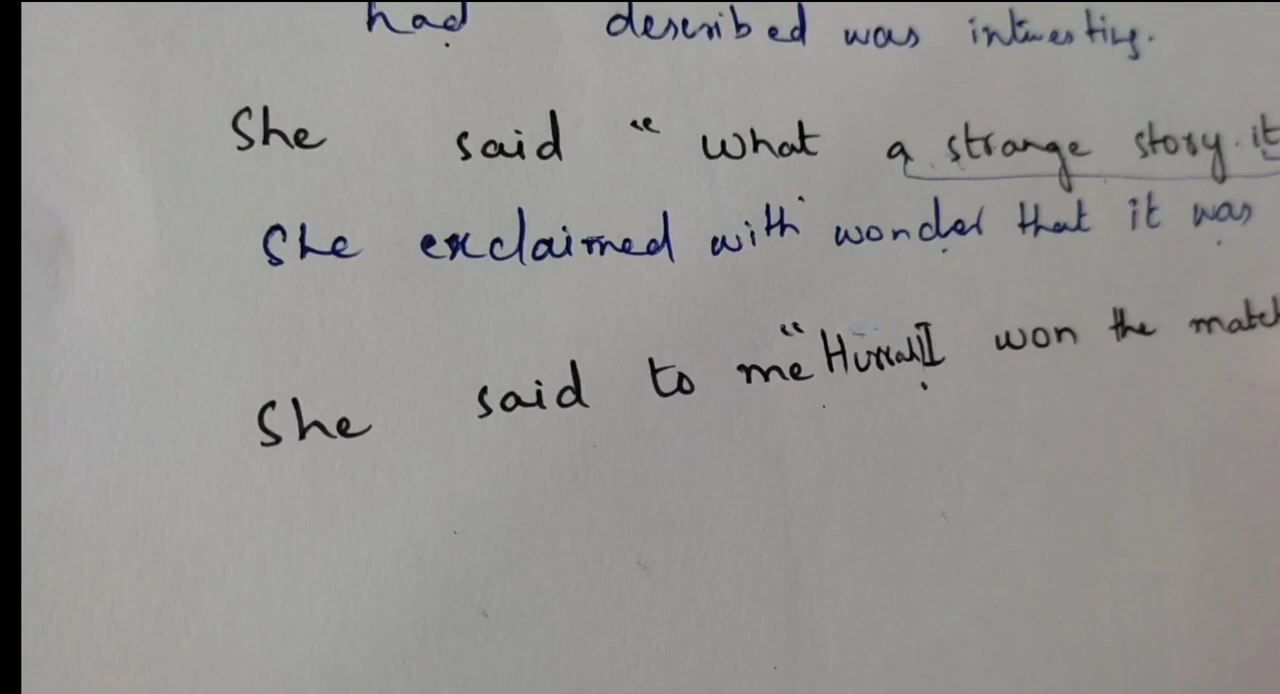 had described was interesting.
She said " what a strange story it
She exclaimed with wonder that it was
She said to me "Hurrah I won the match